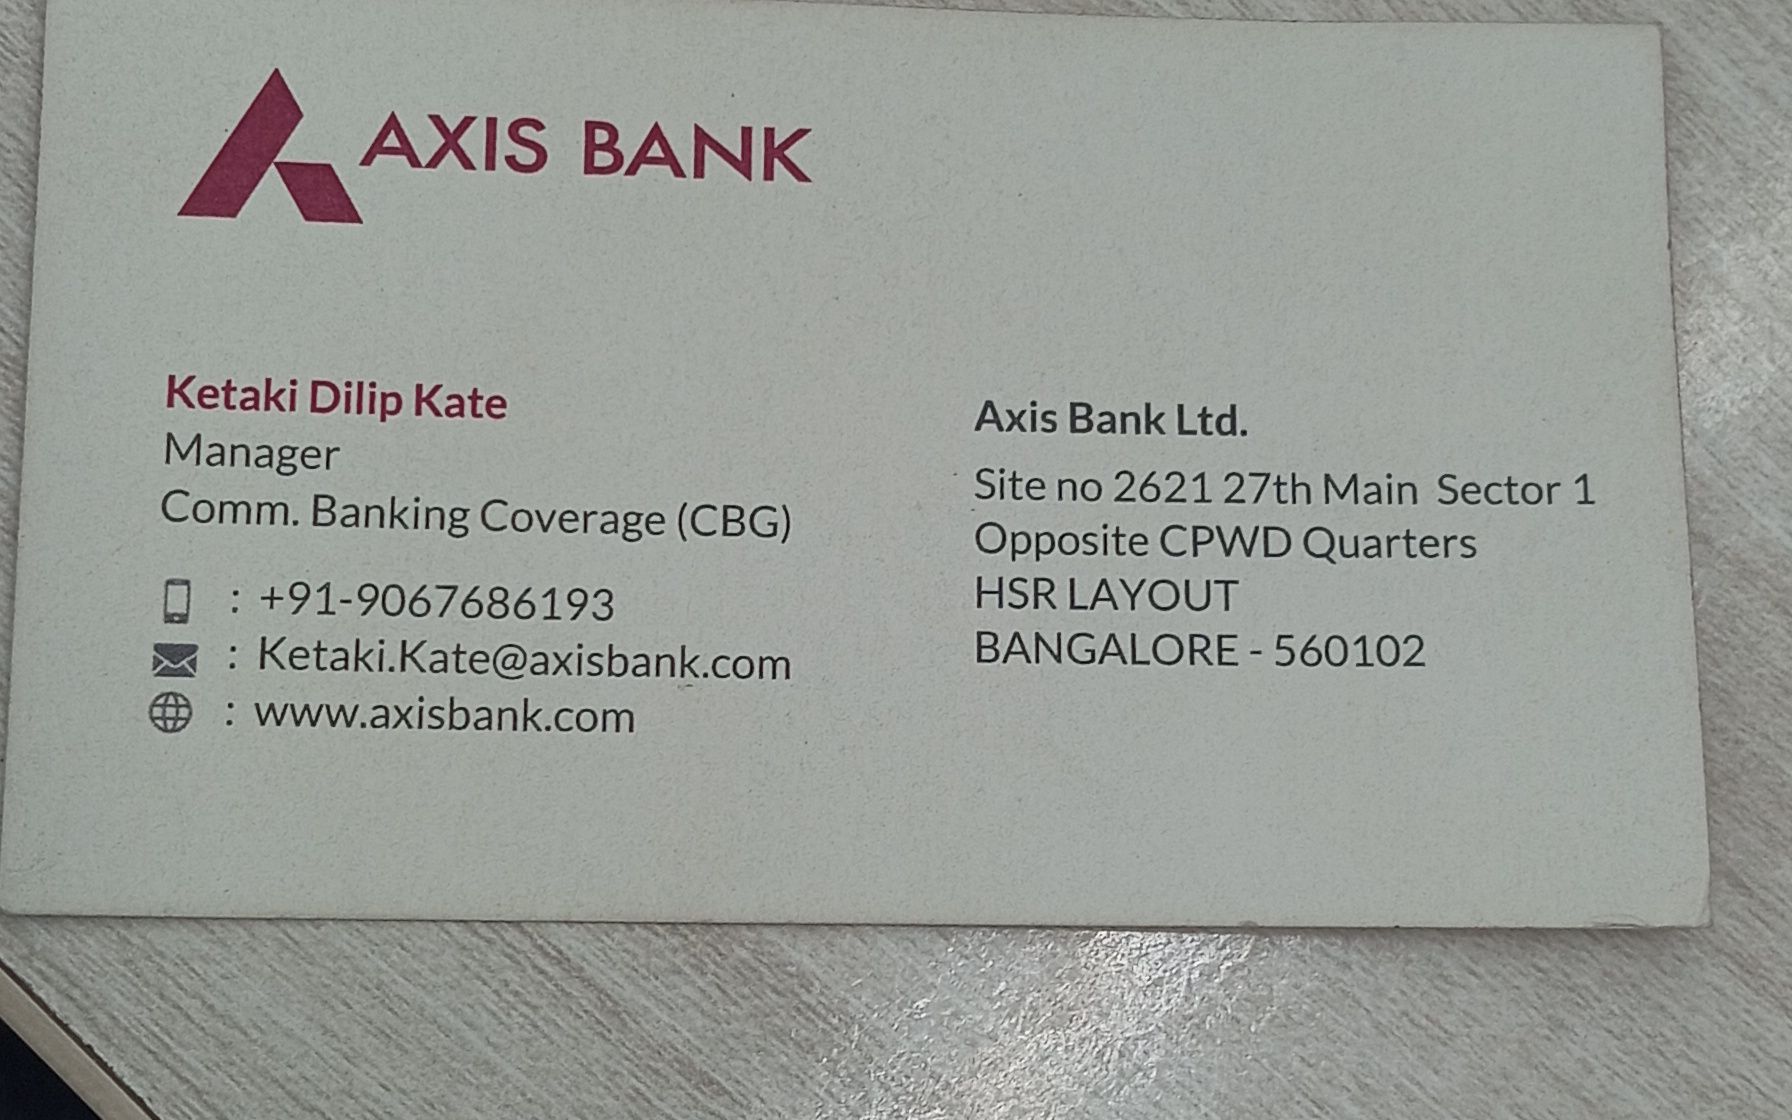 AXIS BANK
Ketaki Dilip Kate
Manager
Comm. Banking Coverage (CBG)
: +91-9067686193
: Ketaki.Kate@axisbank.com
: www.axisbank.com
Axis Bank Ltd.
Site no 2621 27th Main Sector 1
Opposite CPWD Quarters
HSR LAYOUT
BANGALORE - 560102